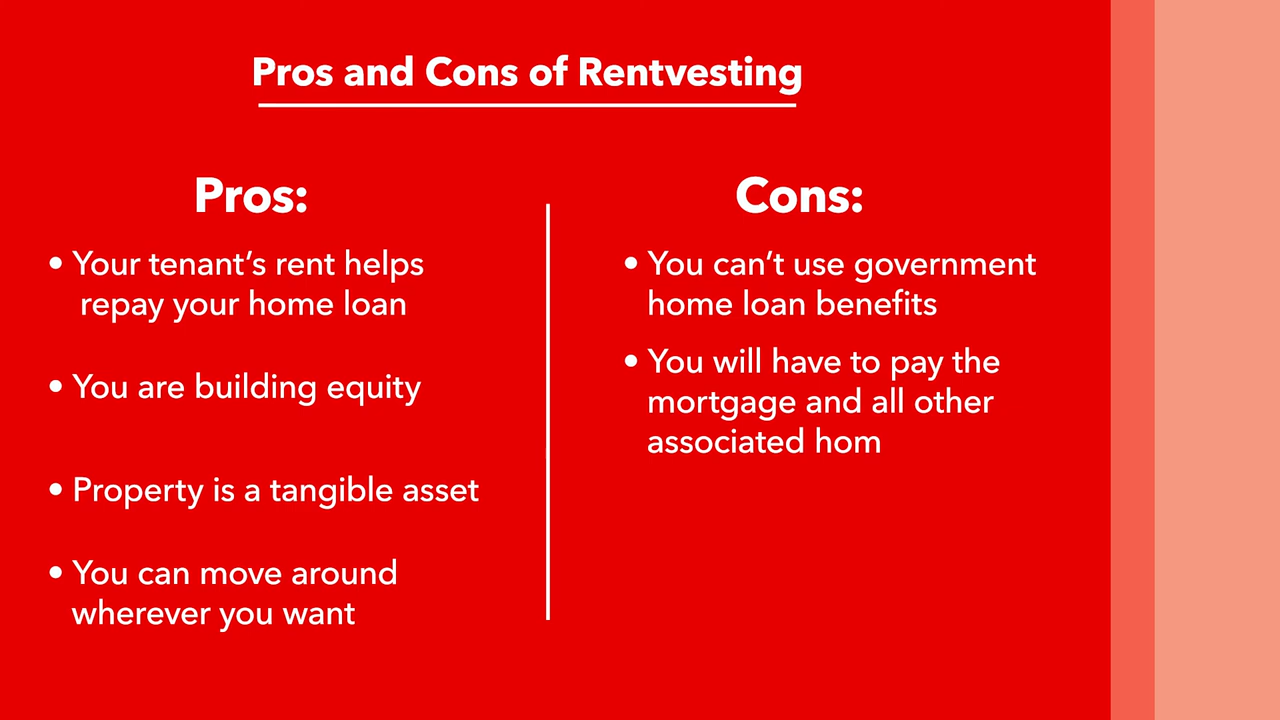 Pros and Cons of Rentvesting
Pros:
• Your tenant’s rent helps
repay your home loan
• You are building equity
• Property is a tangible asset
• You can move around
wherever you want
Cons:
• You can’t use government
home loan benefits
• You will have to pay the
mortgage and all other
associated hom